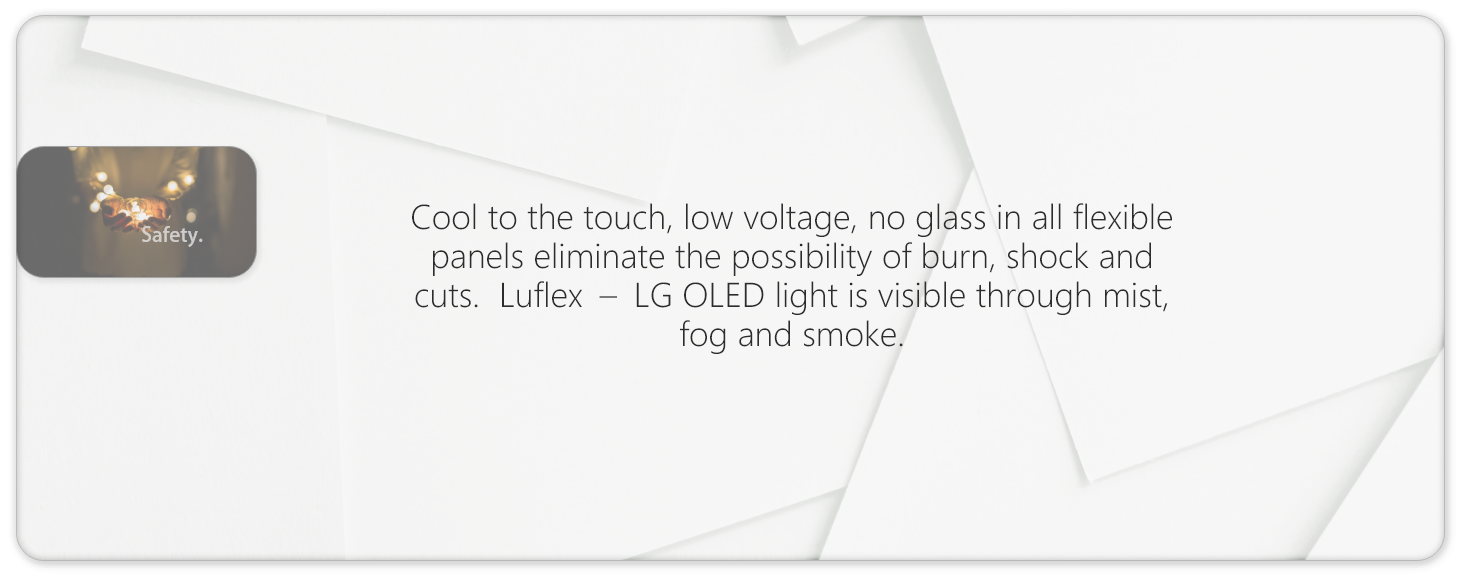 Safety.
Cool to the touch, low voltage, no glass in all flexible
panels eliminate the possibility of burn, shock and
cuts.  Luflex  –  LG OLED light is visible through mist,
fog and smoke.